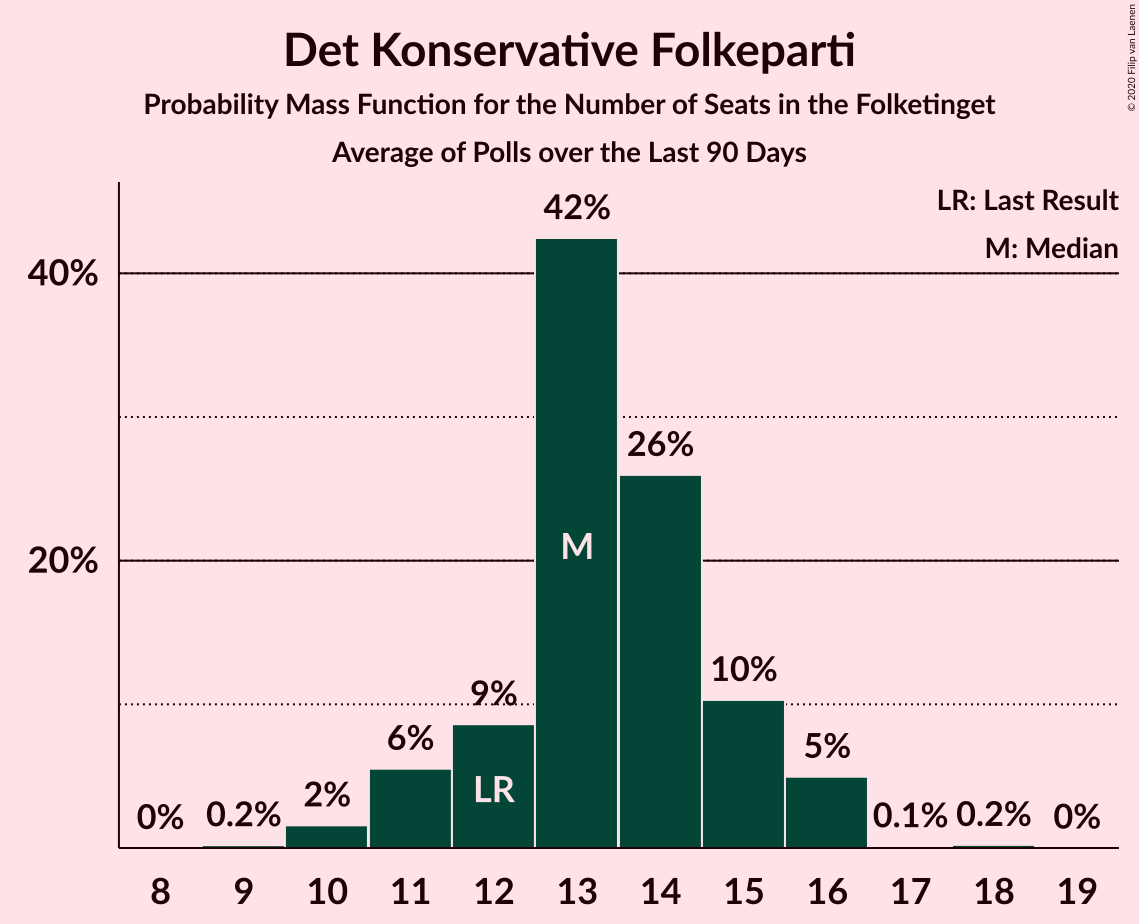 Det Konservative Folkeparti
Probability Mass Function for the Number of Seats in the Folketinget
Average of Polls over the Last 90 Days
© 2020 Filip van Laenen
LR: Last Result
M: Median
40%
20%
0%
0.2%
2%
6%
9%
42%
26%
10%
5%
0.1%
0.2%
0%
LR
M
8 9 10 11 12 13 14 15 16 17 18 19